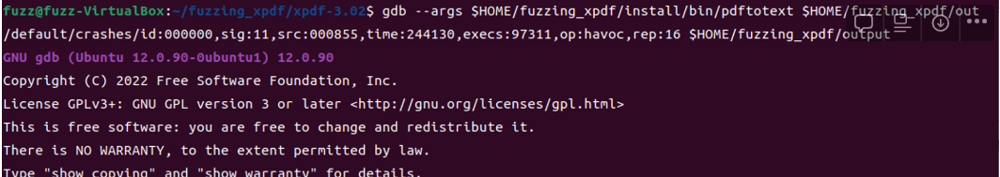 fuzz@fuzz-VirtualBox:~/fuzzing_xpdf/xpdf-3.02$ gdb --args $HOME/fuzzing_xpdf/install/bin/pdftotext $HOME/fuzzing_xpdf/out
/default/crashes/id:000000,sig:11,src:000855,time:244130,execs:97311,op:havoc,rep:16 $HOME/fuzzing_xpdf/output
GNU gdb (Ubuntu 12.0.90-0ubuntu1) 12.0.90
Copyright (C) 2022 Free Software Foundation, Inc.
License GPLv3+: GNU GPL version 3 or later <http://gnu.org/licenses/gpl.html>
This is free software: you are free to change and redistribute it.
There is NO WARRANTY, to the extent permitted by law.
Type "show copying" and "show warranty" for details.